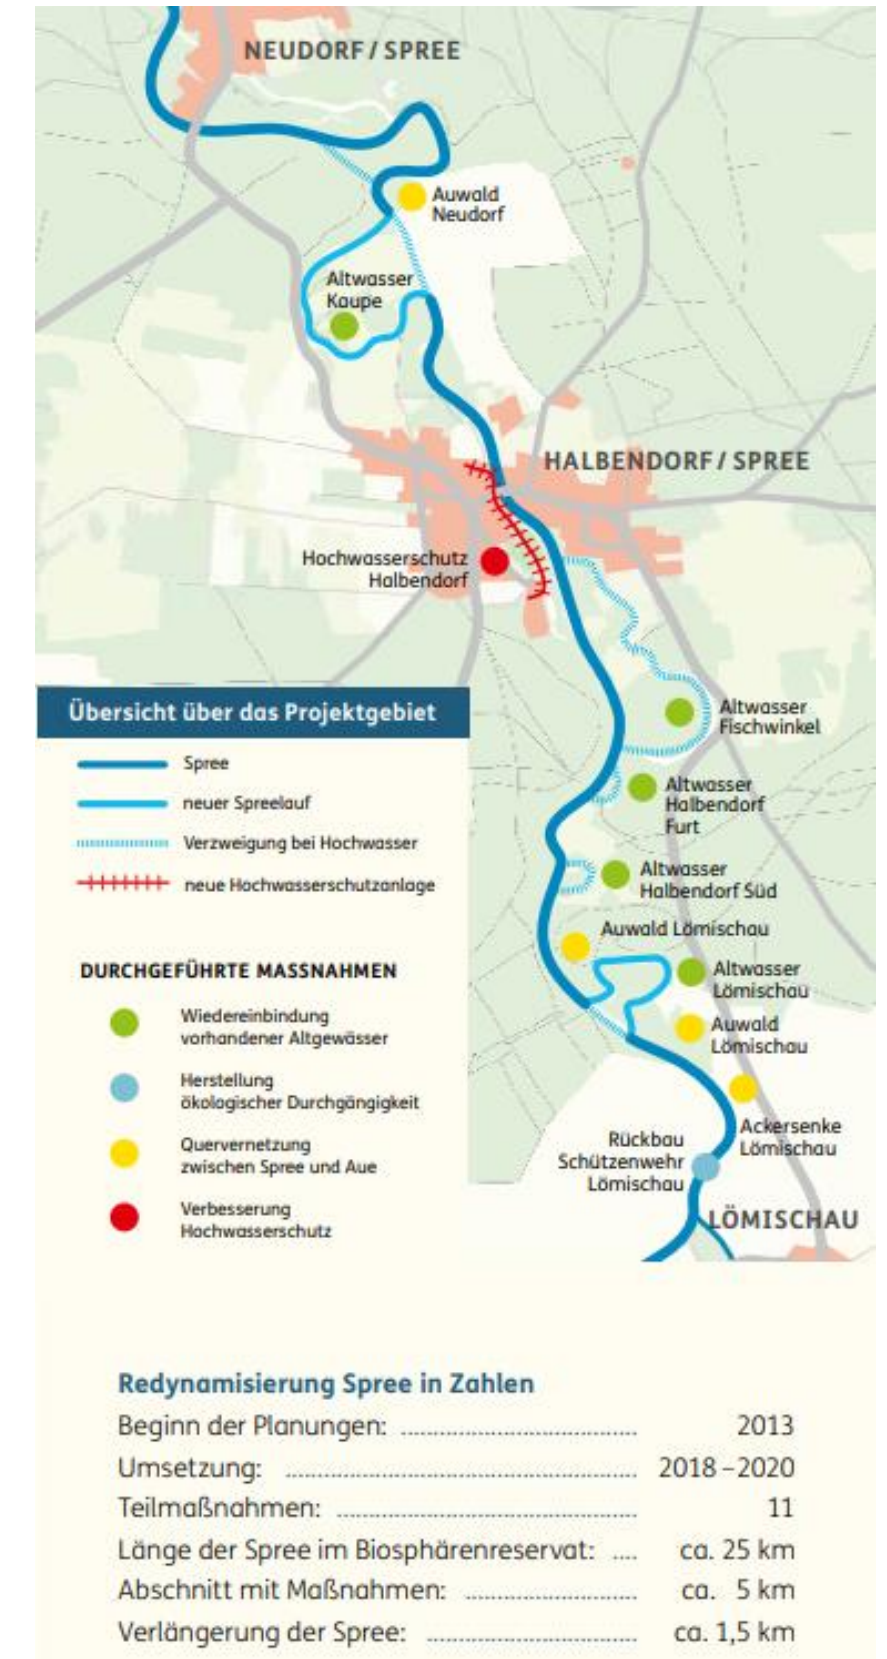 NEUDORF / SPREE
Auwald
Neudorf
Altwasser
Kaupe
HALBENDORF / SPREE
Hochwasserschutz
Halbendorf
Altwasser
Fischwinkel
Altwasser
Halbendorf
Furt
Altwasser
Halbendorf Süd
Auwald Lömischau
Altwasser
Lömischau
Auwald
Lömischau
Ackersenke
Lömischau
Rückbau
Schützenwehr
Lömischau
LÖMISCHAU
Übersicht über das Projektgebiet
Spree
neuer Spreelauf
Verzweigung bei Hochwasser
neue Hochwasserschutzanlage
DURCHGEFÜHRTE MASSNAHMEN
Wiedereinbindung
vorhandener Altgewässer
Herstellung
ökologischer Durchgängigkeit
Quervernetzung
zwischen Spree und Aue
Verbesserung
Hochwasserschutz
Redynamisierung Spree in Zahlen
Beginn der Planungen: ........ 2013
Umsetzung: ........ 2018 – 2020
Teilmaßnahmen: ........ 11
Länge der Spree im Biosphärenreservat: .... ca. 25 km
Abschnitt mit Maßnahmen: ........ ca. 5 km
Verlängerung der Spree: ........ ca. 1,5 km